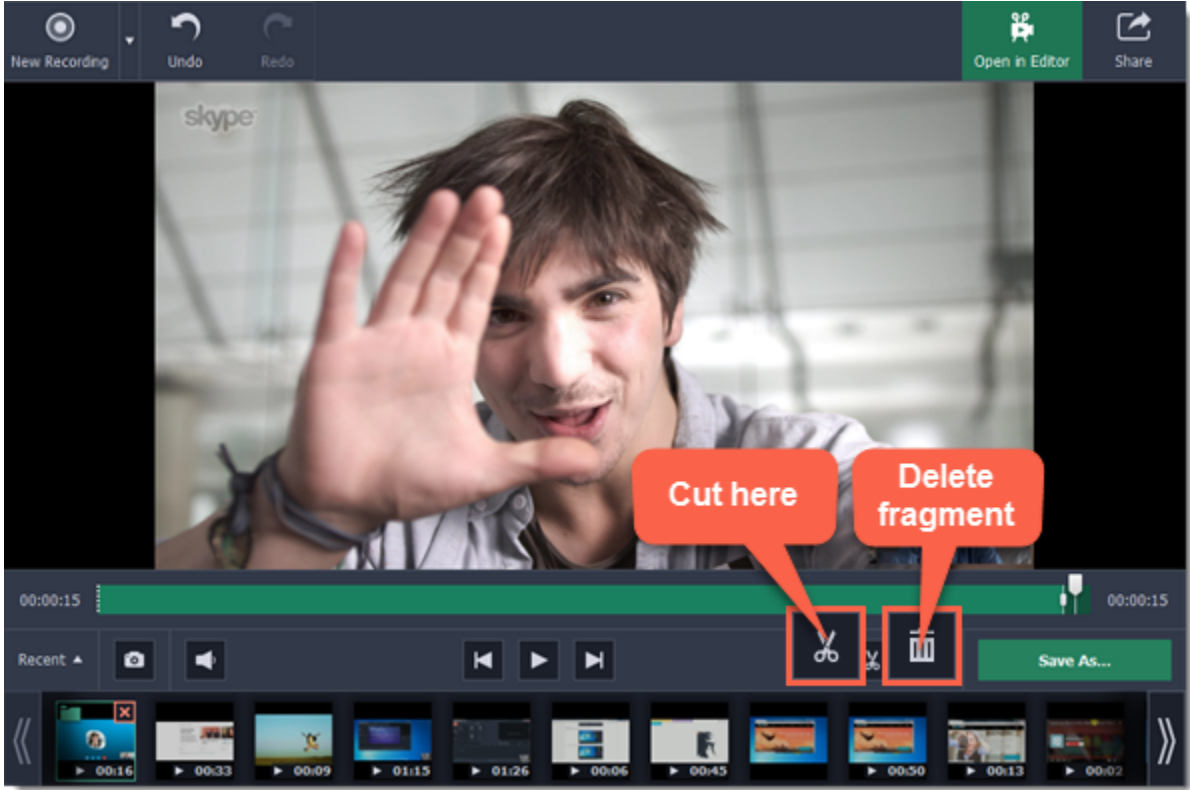 New Recording
Undo
Redo
Open in Editor
Share
skype
Cut here
Delete
fragment
00:00:15
00:00:15
Recent
Save As...
00:16
00:33
00:09
01:15
01:26
00:06
00:45
00:50
00:13
00:02